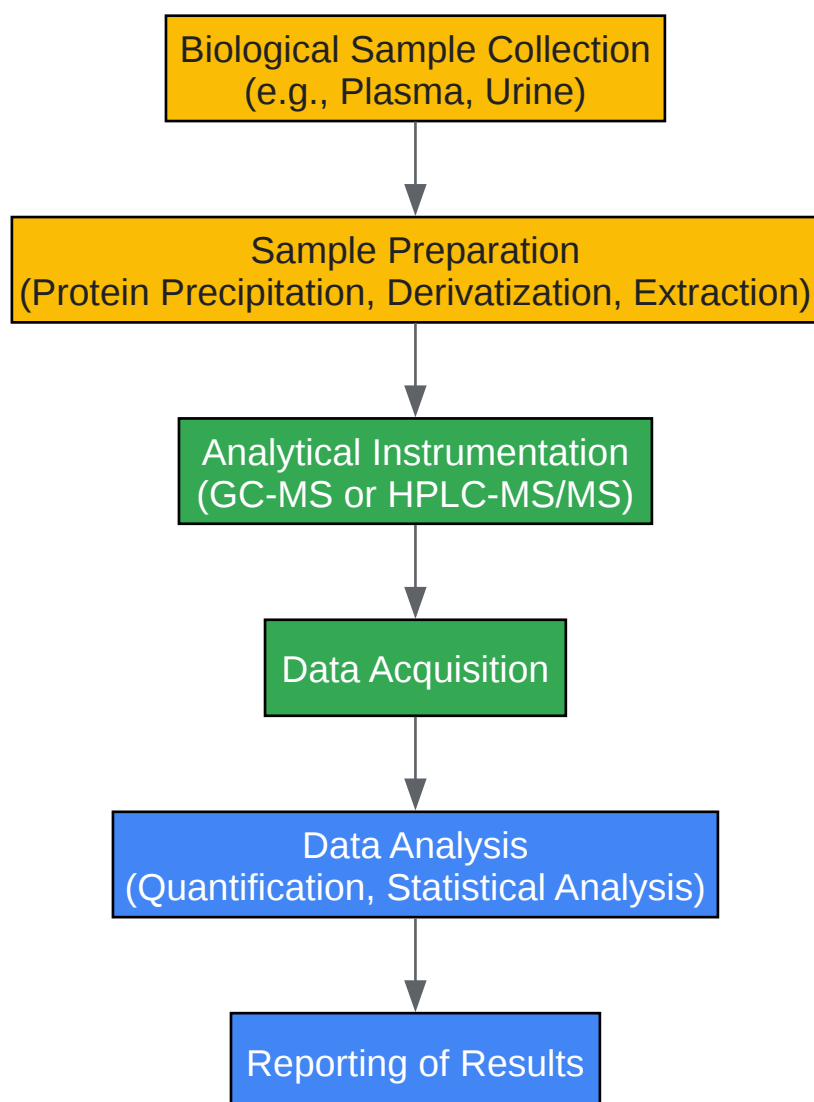 Biological Sample Collection
(e.g., Plasma, Urine)
Sample Preparation
(Protein Precipitation, Derivatization, Extraction)
Analytical Instrumentation
(GC-MS or HPLC-MS/MS)
Data Acquisition
Data Analysis
(Quantification, Statistical Analysis)
Reporting of Results